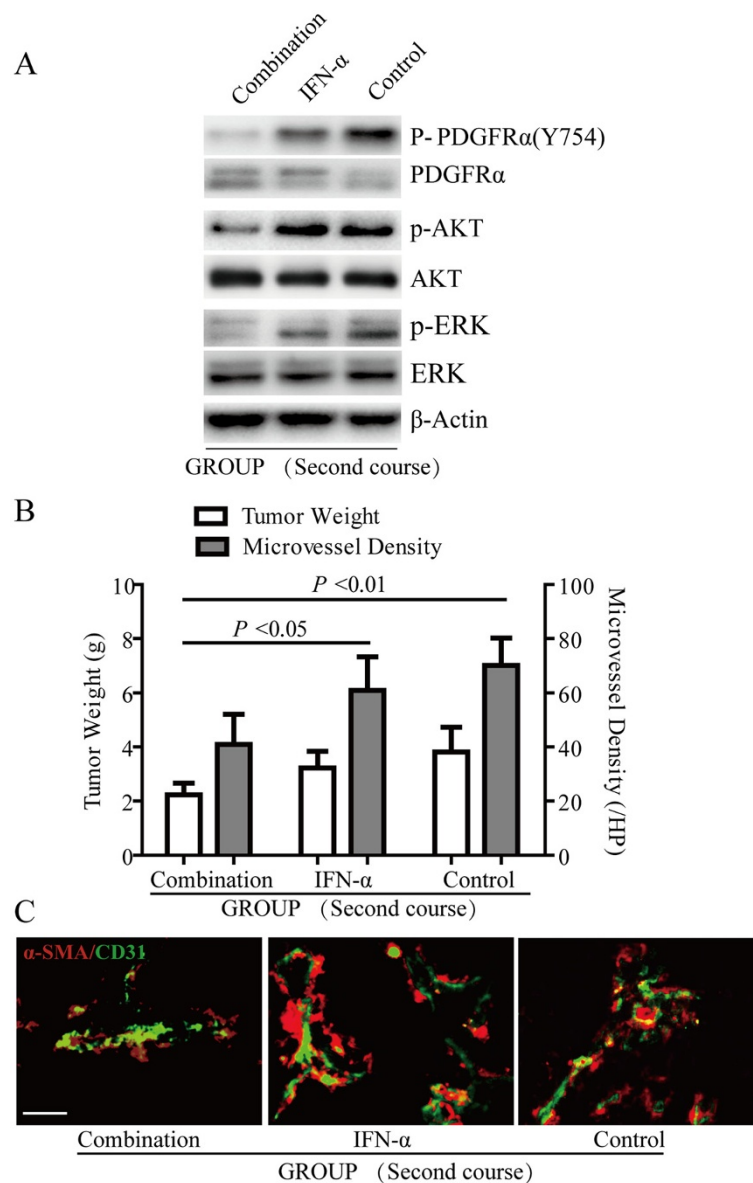 A
Combination
IFN-α
Control
P-PDGFRα(Y754)
PDGFRα
p-AKT
AKT
p-ERK
ERK
β-Actin
GROUP (Second course)
B
Tumor Weight
Microvessel Density
P <0.01
P <0.05
10
8
6
4
2
0
Tumor Weight (g)
100
80
60
40
20
0
Microvessel Density (/HP)
Combination IFN-α Control
GROUP (Second course)
C
α-SMA/CD31
Combination IFN-α Control
GROUP (Second course)